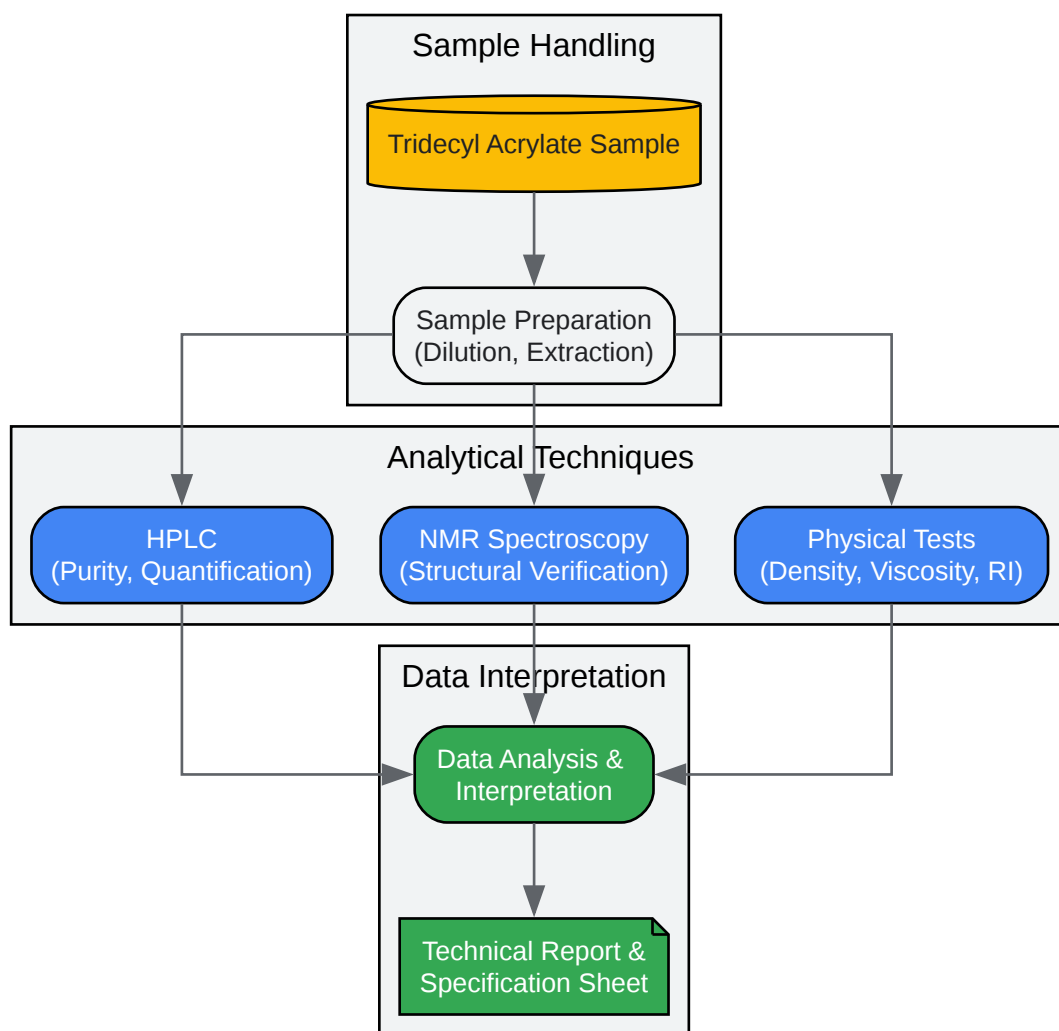 Sample Handling
Tridecyl Acrylate Sample
Sample Preparation
(Dilution, Extraction)
Analytical Techniques
HPLC
(Purity, Quantification)
NMR Spectroscopy
(Structural Verification)
Physical Tests
(Density, Viscosity, RI)
Data Interpretation
Data Analysis &
Interpretation
Technical Report &
Specification Sheet